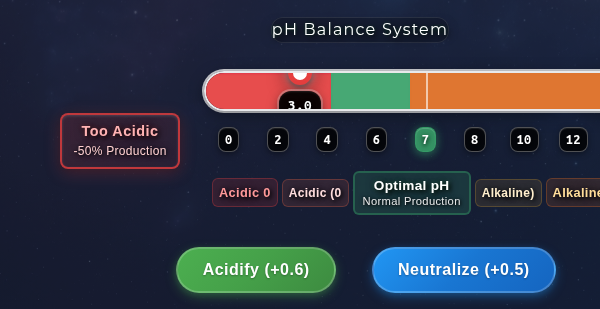 pH Balance System
3.0
Too Acidic
-50% Production
0 2 4 6 7 8 10 12
Acidic 0 Acidic (0 Optimal pH Alkaline) Alkaline
Normal Production
Acidify (+0.6) Neutralize (+0.5)